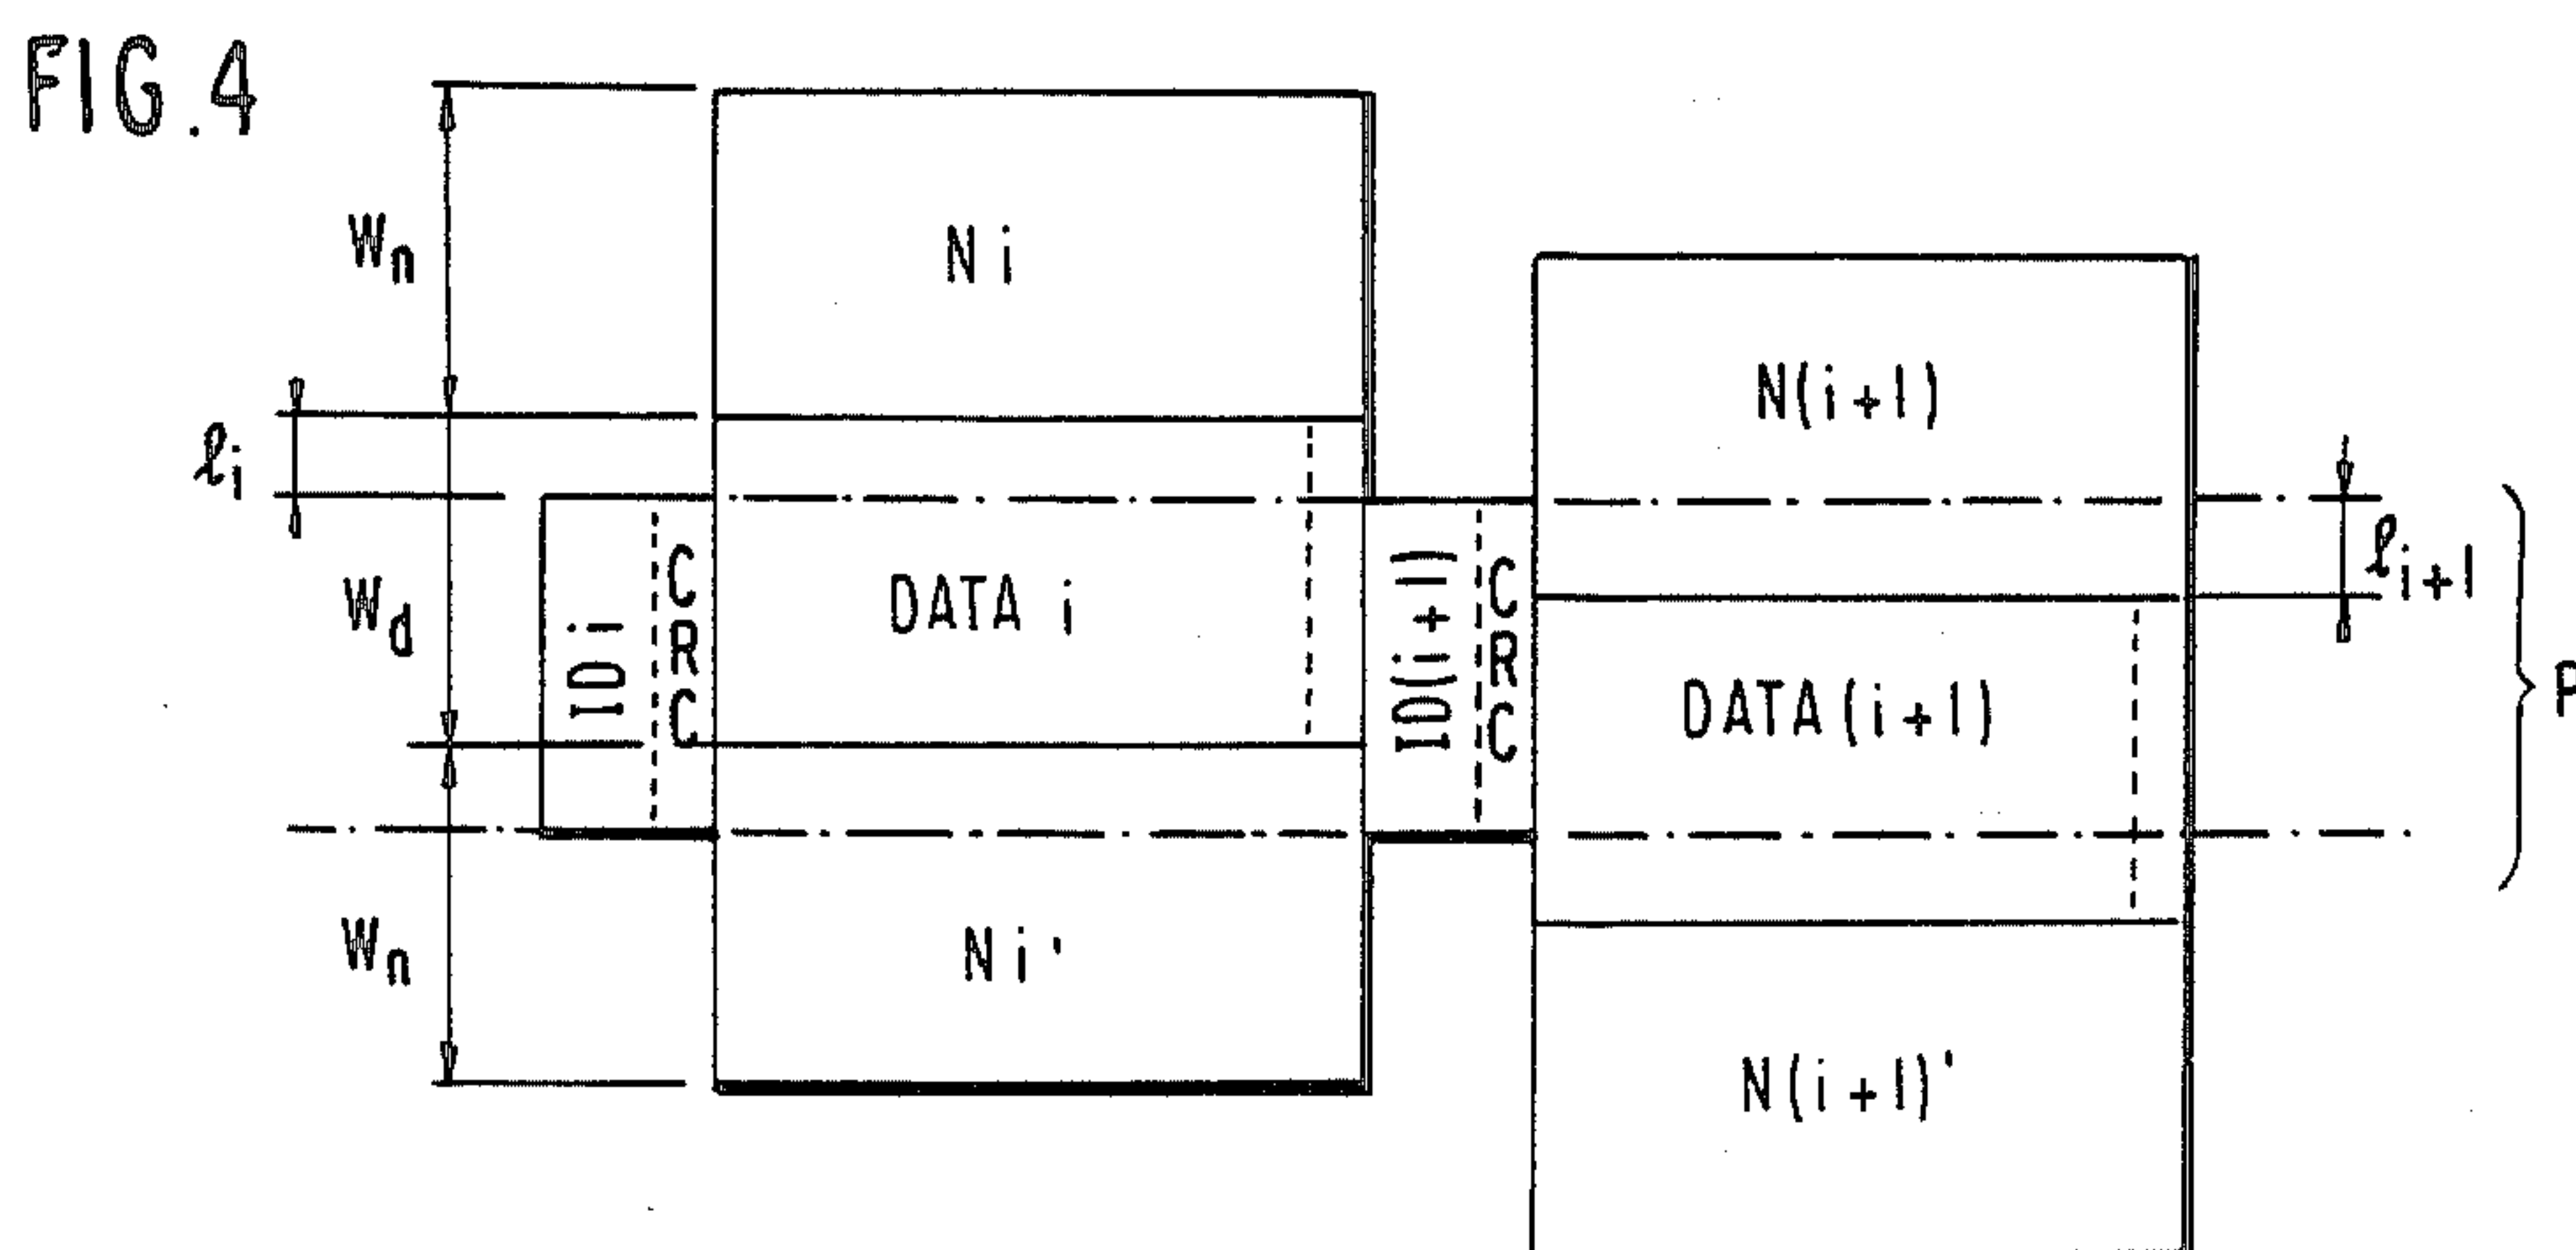 FIG.4
Wn
Ni
N(i+1)
ℓi
ℓi+1
Wd
IDi
CRC
DATA i
ID(i+1)
CRC
DATA(i+1)
P
Wn
Ni'
N(i+1)'